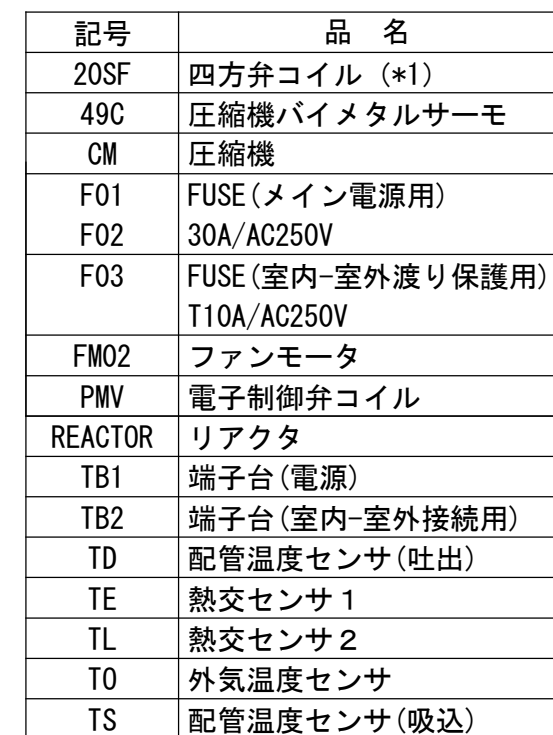 記号 品 名
20SF 四方弁コイル (*1)
49C 圧縮機バイメタルサーモ
CM 圧縮機
F01 FUSE(メイン電源用)
F02 30A/AC250V
F03 FUSE(室内-室外渡り保護用)
T10A/AC250V
FM02 ファンモータ
PMV 電子制御弁コイル
REACTOR リアクタ
TB1 端子台(電源)
TB2 端子台(室内-室外接続用)
TD 配管温度センサ(吐出)
TE 熱交センサ１
TL 熱交センサ２
TO 外気温度センサ
TS 配管温度センサ(吸込)